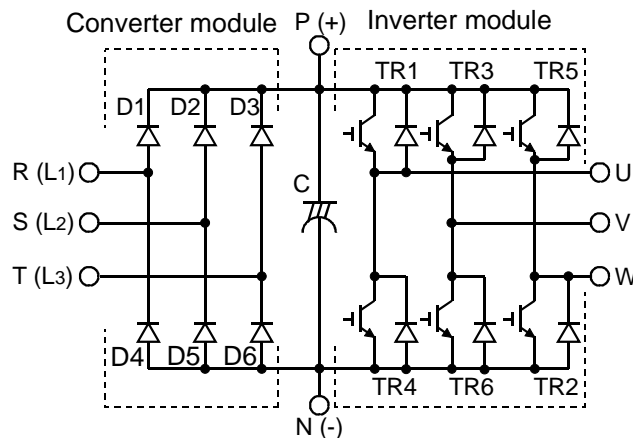 Converter module
P (+)
Inverter module
D1 D2 D3
TR1 TR3 TR5
R (L1)
U
C
S (L2)
V
T (L3)
W
D4 D5 D6
TR4 TR6 TR2
N (-)